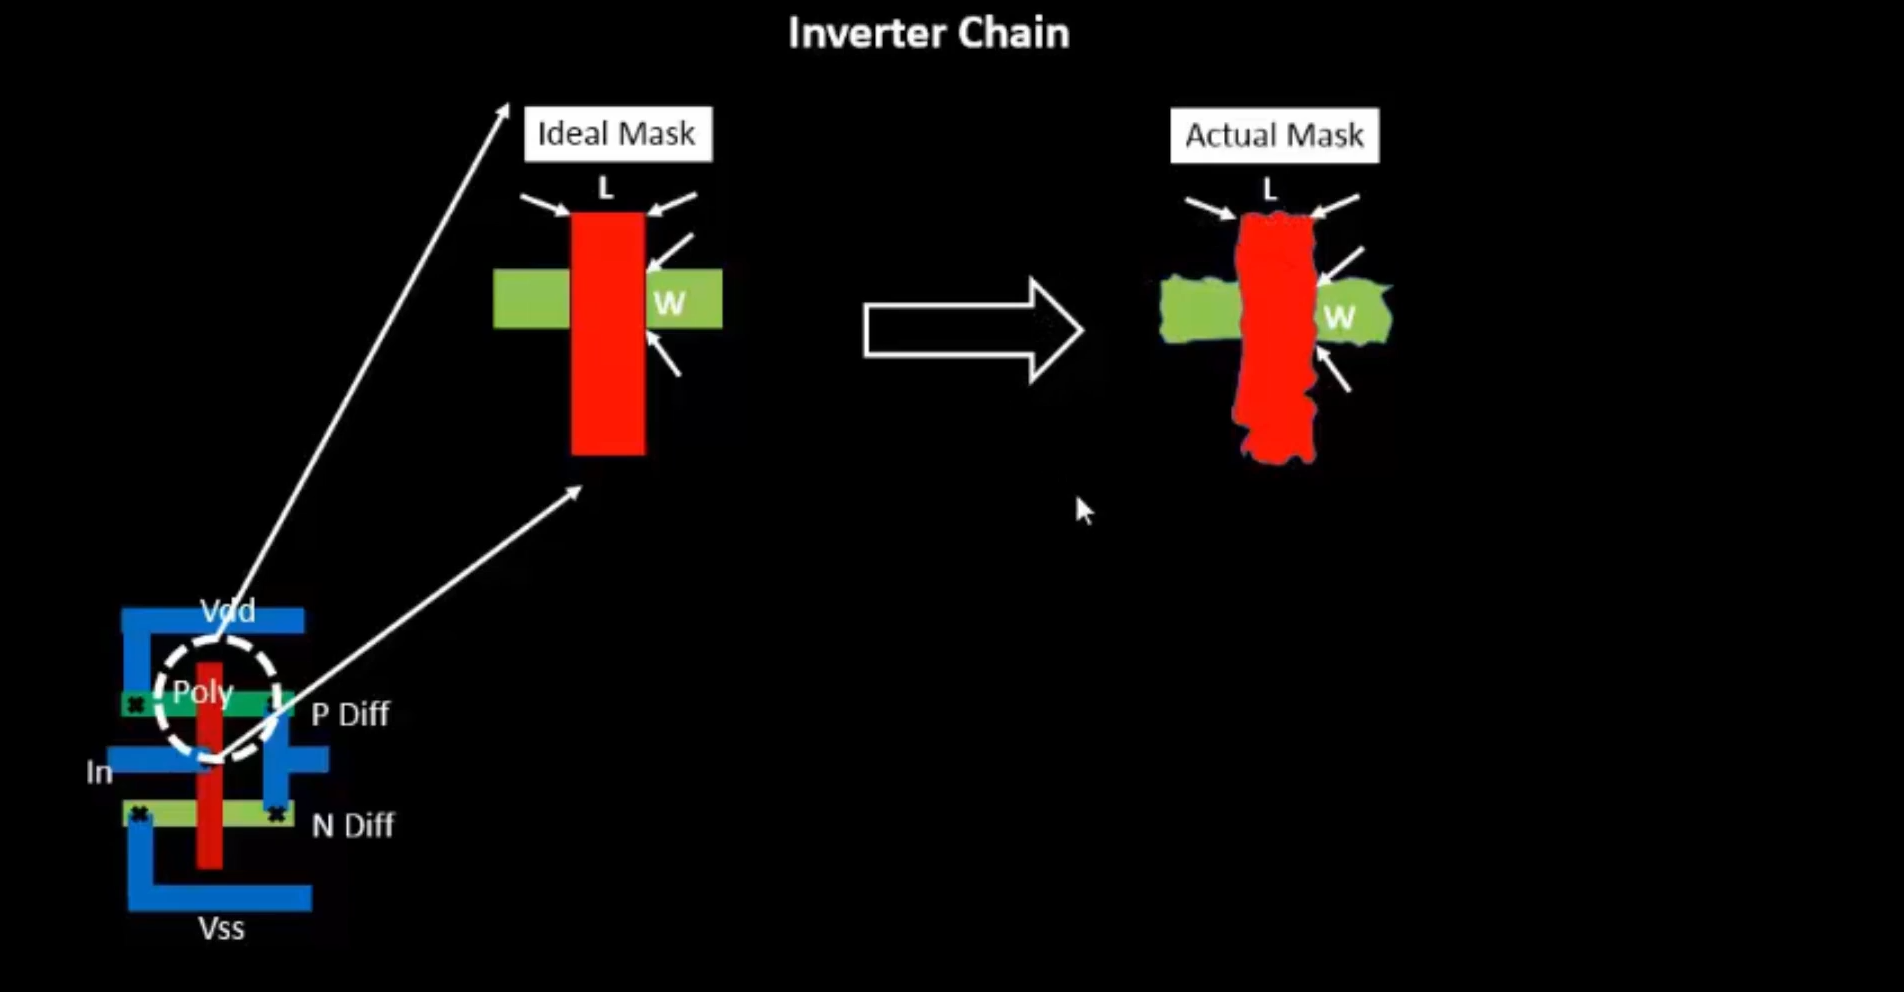 Inverter Chain
Ideal Mask
Actual Mask
L
L
W
W
Vdd
Poly
P Diff
In
N Diff
Vss